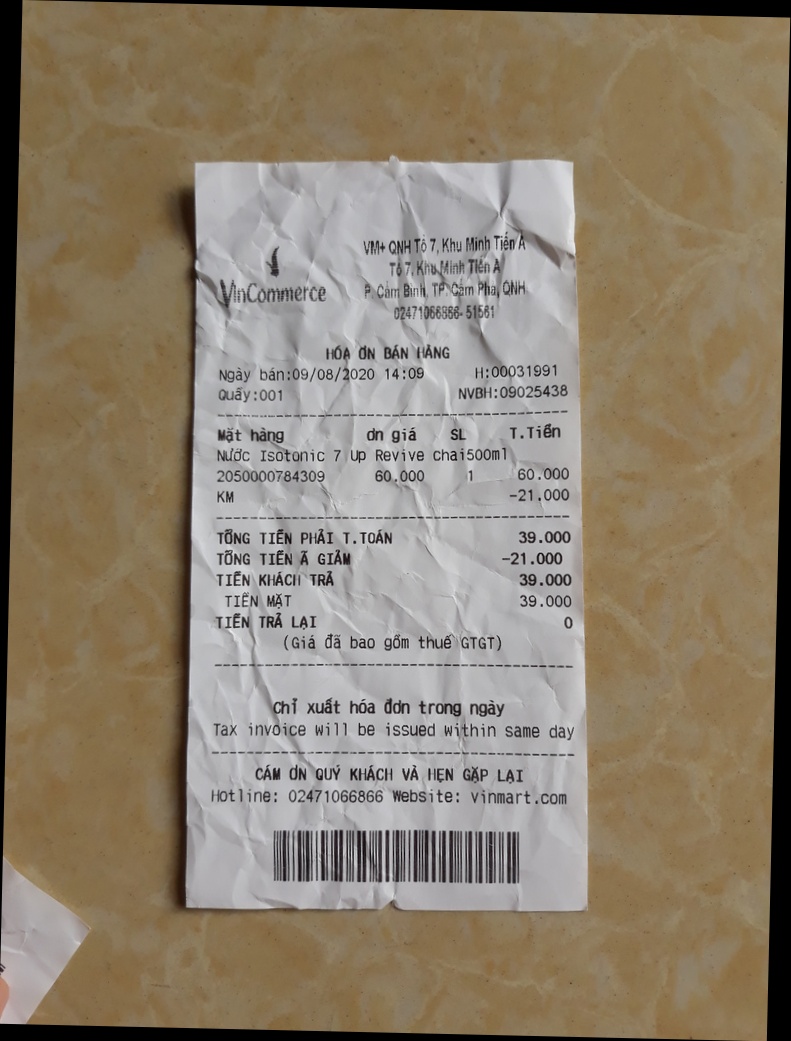 VinCommerce
VM+ QNH Tổ 7, Khu Minh Tiến A
Tổ 7, Khu Minh Tiến A
P. Cẩm Bình, TP. Cẩm Phả, QNH
02471066866-51561
HÓA ƠN BÁN HÀNG
Ngày bán:09/08/2020 14:09 H:00031991
Quầy:001 NVBH:09025438
Mặt hàng ơn giá SL T.Tiền
Nước Isotonic 7 Up Revive chai500ml
2050000784309 60.000 1 60.000
KM -21.000
TỔNG TIỀN PHẢI T.TOÁN 39.000
TỔNG TIỀN Ã GIẢM -21.000
TIỀN KHÁCH TRẢ 39.000
TIỀN MẶT 39.000
TIỀN TRẢ LẠI 0
(Giá đã bao gồm thuế GTGT)
Chỉ xuất hóa đơn trong ngày
Tax invoice will be issued within same day
CÁM ƠN QUÝ KHÁCH VÀ HẸN GẶP LẠI
Hotline: 02471066866 Website: vinmart.com